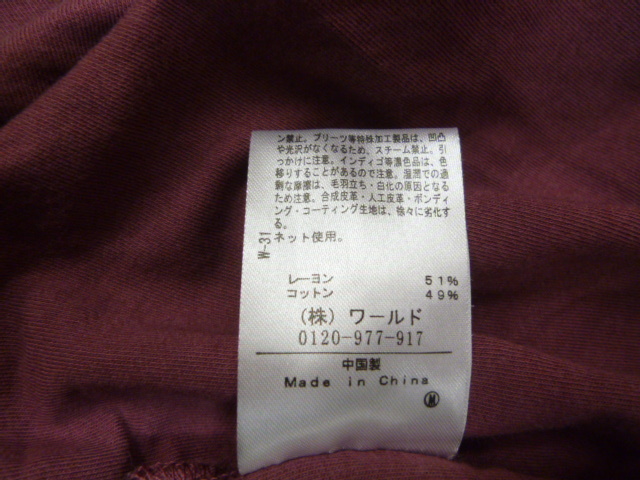 ン禁止。プリーツ等特殊加工製品は、凹凸
や光沢がなくなるため、スチーム禁止。引
っかけに注意。インディゴ等濃色品は、色
移りすることがあるので注意。湿潤での過
剰な摩擦は、毛羽立ち・白化の原因となる
ため注意。合成皮革・人工皮革・ボンディ
ング・コーティング生地は、徐々に劣化す
る。
W-31
ネット使用。
レーヨン 51%
コットン 49%
(株) ワールド
0120-977-917
中国製
Made in China
M